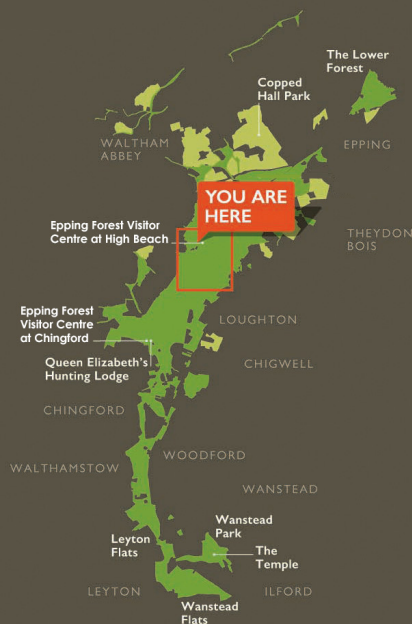 The Lower
Forest
Copped
Hall Park
WALTHAM
ABBEY
EPPING
YOU ARE
HERE
Epping Forest Visitor
Centre at High Beach
THEYDON
BOIS
Epping Forest
Visitor Centre
at Chingford
LOUGHTON
Queen Elizabeth's
Hunting Lodge
CHIGWELL
CHINGFORD
WOODFORD
WALTHAMSTOW
WANSTEAD
Wanstead
Park
Leyton
Flats
The
Temple
LEYTON
ILFORD
Wanstead
Flats